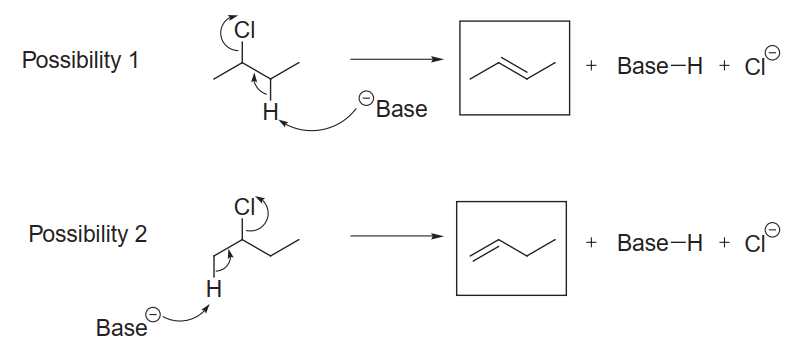 Cl
Possibility 1
Base–H + Cl⊖
H
⊖Base
Cl
Possibility 2
Base–H + Cl⊖
H
Base⊖